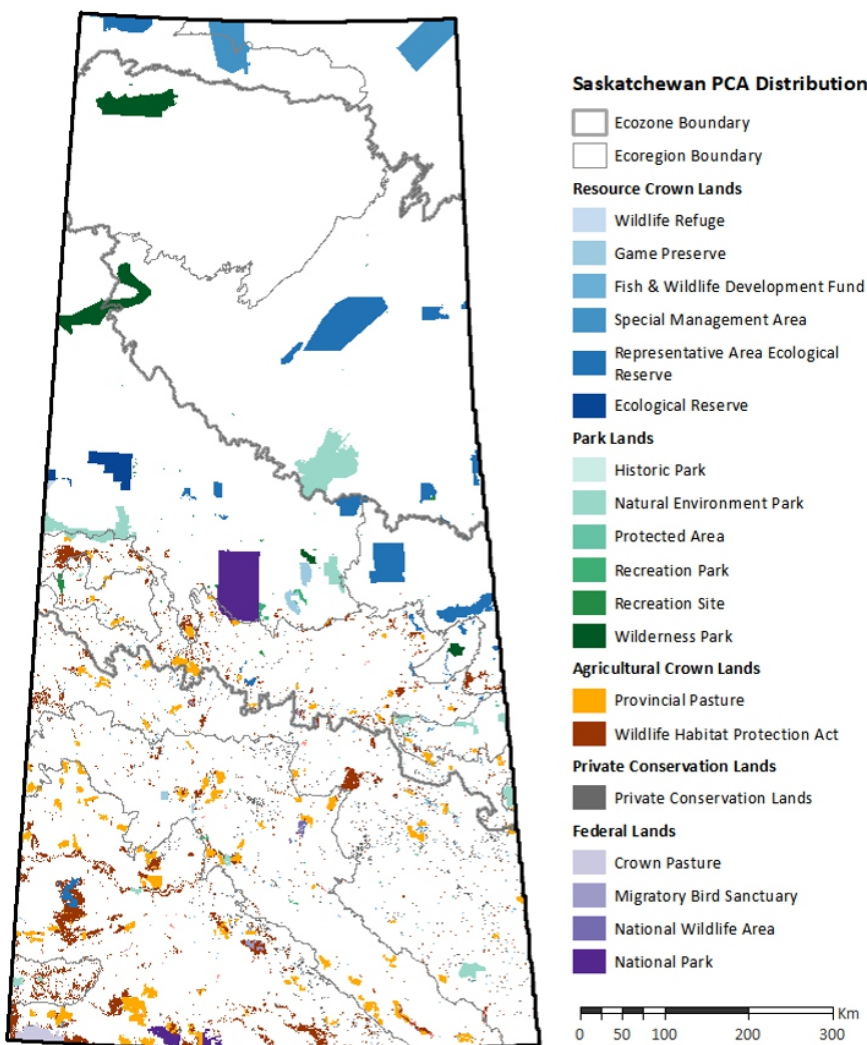 Saskatchewan PCA Distribution
Ecozone Boundary
Ecoregion Boundary
Resource Crown Lands
Wildlife Refuge
Game Preserve
Fish & Wildlife Development Fund
Special Management Area
Representative Area Ecological
Reserve
Ecological Reserve
Park Lands
Historic Park
Natural Environment Park
Protected Area
Recreation Park
Recreation Site
Wilderness Park
Agricultural Crown Lands
Provincial Pasture
Wildlife Habitat Protection Act
Private Conservation Lands
Private Conservation Lands
Federal Lands
Crown Pasture
Migratory Bird Sanctuary
National Wildlife Area
National Park
Km
0 50 100 200 300